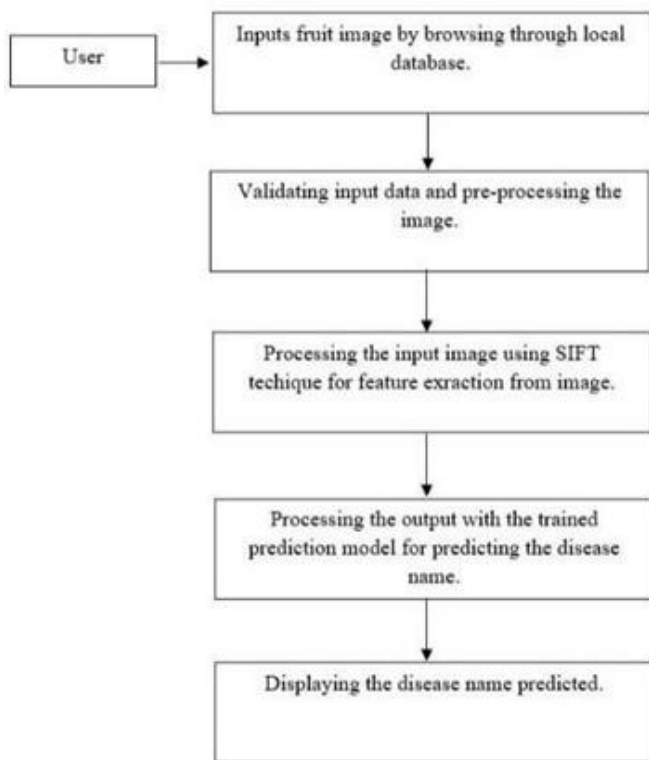 User
Inputs fruit image by browsing through local
database.
Validating input data and pre-processing the
image.
Processing the input image using SIFT
techique for feature exraction from image.
Processing the output with the trained
prediction model for predicting the disease
name.
Displaying the disease name predicted.